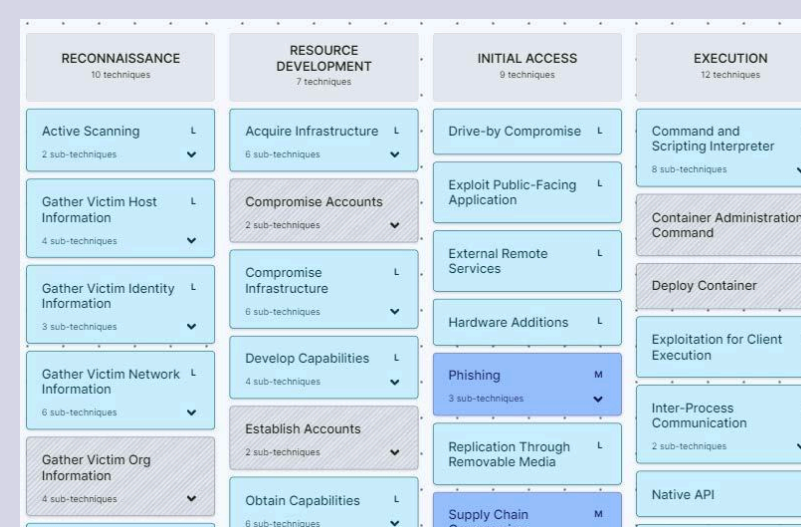 RECONNAISSANCE
10 techniques
Active Scanning L
2 sub-techniques
Gather Victim Host L
Information
4 sub-techniques
Gather Victim Identity L
Information
3 sub-techniques
Gather Victim Network L
Information
6 sub-techniques
Gather Victim Org
Information
4 sub-techniques
RESOURCE
DEVELOPMENT
7 techniques
Acquire Infrastructure L
6 sub-techniques
Compromise Accounts
2 sub-techniques
Compromise L
Infrastructure
6 sub-techniques
Develop Capabilities L
4 sub-techniques
Establish Accounts
2 sub-techniques
Obtain Capabilities L
6 sub-techniques
INITIAL ACCESS
9 techniques
Drive-by Compromise L
Exploit Public-Facing L
Application
External Remote L
Services
Hardware Additions L
Phishing M
3 sub-techniques
Replication Through L
Removable Media
Supply Chain M
EXECUTION
12 techniques
Command and
Scripting Interpreter
8 sub-techniques
Container Administration
Command
Deploy Container
Exploitation for Client
Execution
Inter-Process
Communication
2 sub-techniques
Native API